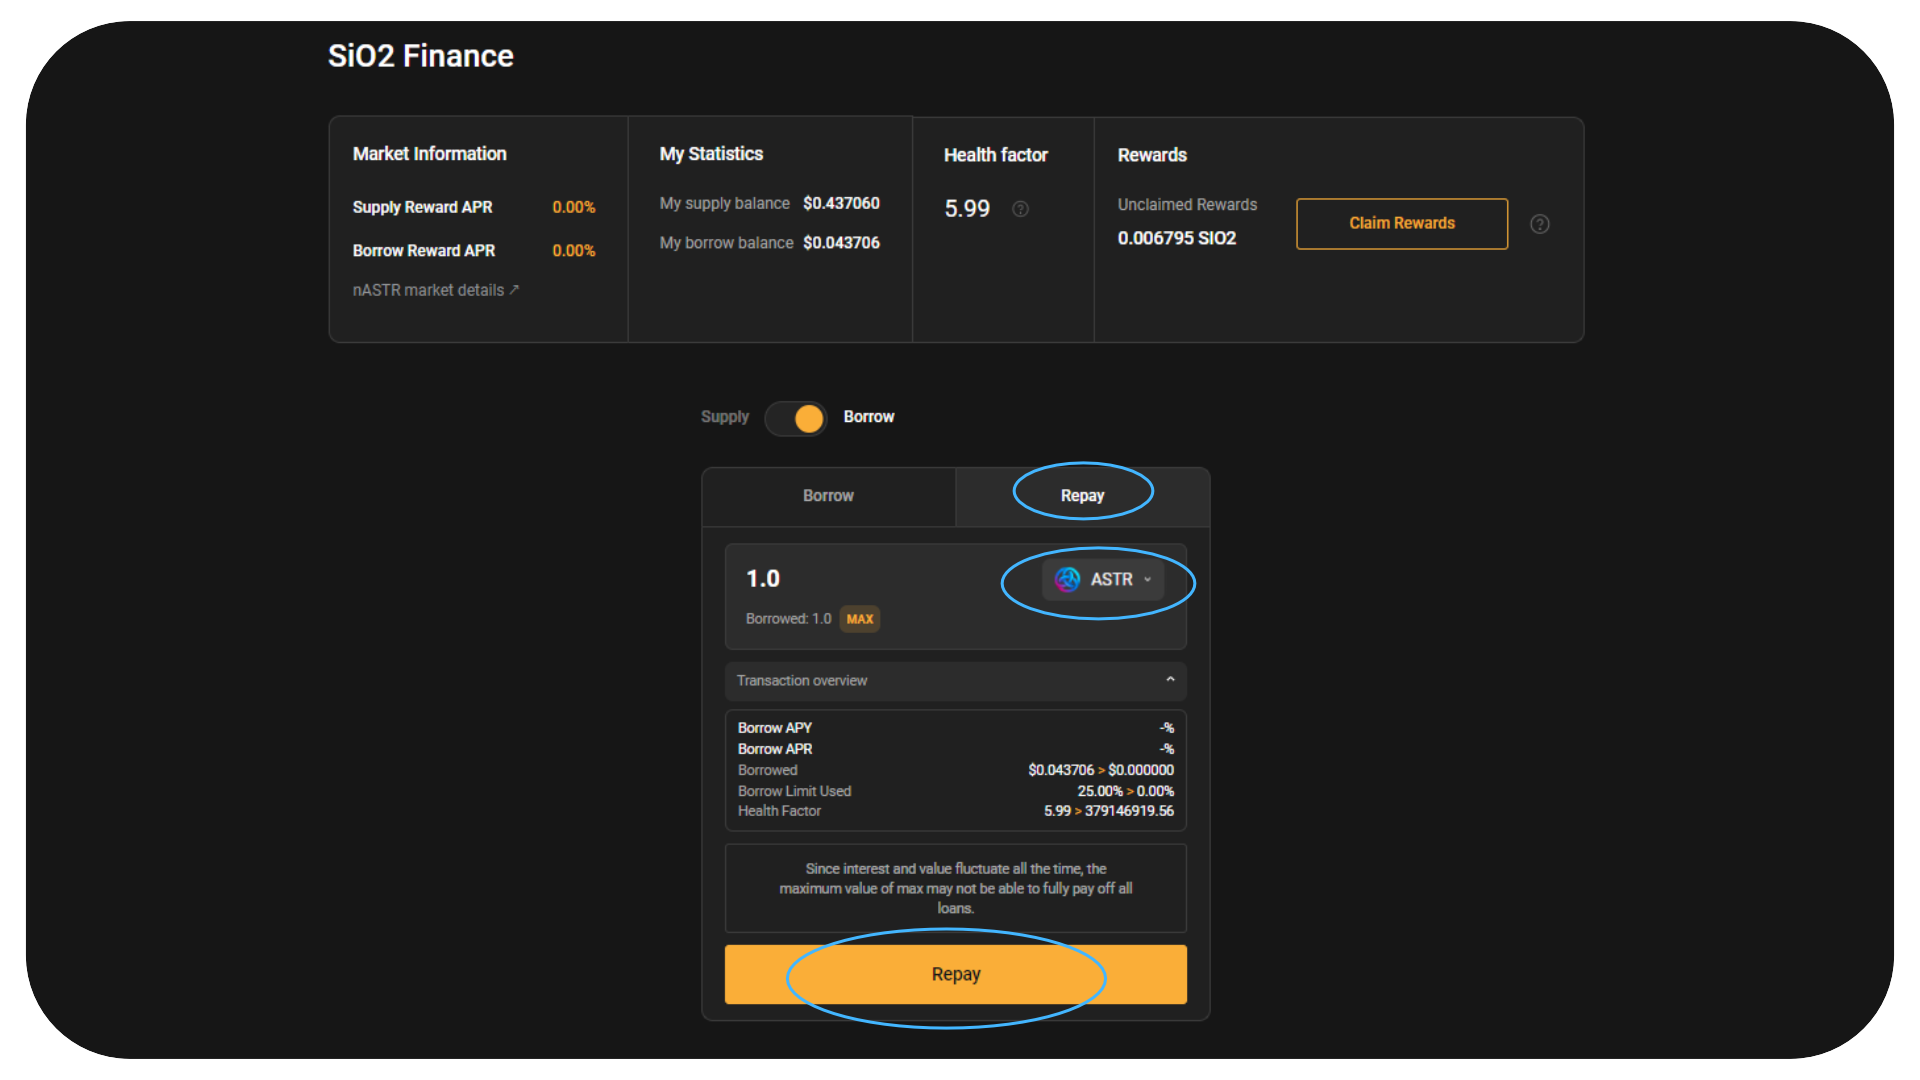 SiO2 Finance
Market Information
Supply Reward APR 0.00%
Borrow Reward APR 0.00%
nASTR market details ↗
My Statistics
My supply balance $0.437060
My borrow balance $0.043706
Health factor
5.99 ?
Rewards
Unclaimed Rewards
0.006795 SIO2
Claim Rewards
?
Supply Borrow
Borrow Repay
1.0 ASTR
Borrowed: 1.0 MAX
Transaction overview
Borrow APY -%
Borrow APR -%
Borrowed $0.043706 > $0.000000
Borrow Limit Used 25.00% > 0.00%
Health Factor 5.99 > 379146919.56
Since interest and value fluctuate all the time, the
maximum value of max may not be able to fully pay off all
loans.
Repay